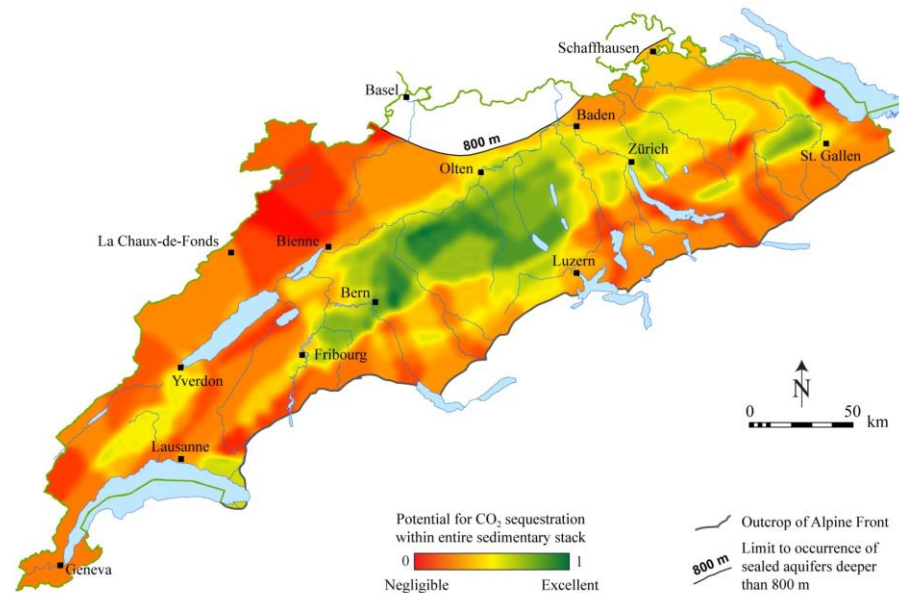 Schaffhausen
Basel
Baden
800 m
Zürich
Olten
St. Gallen
La Chaux-de-Fonds
Bienne
Luzern
Bern
Fribourg
Yverdon
Lausanne
Geneva
N
0 50
km
Potential for CO₂ sequestration
within entire sedimentary stack
0 1
Negligible Excellent
Outcrop of Alpine Front
800 m
Limit to occurrence of
sealed aquifers deeper
than 800 m